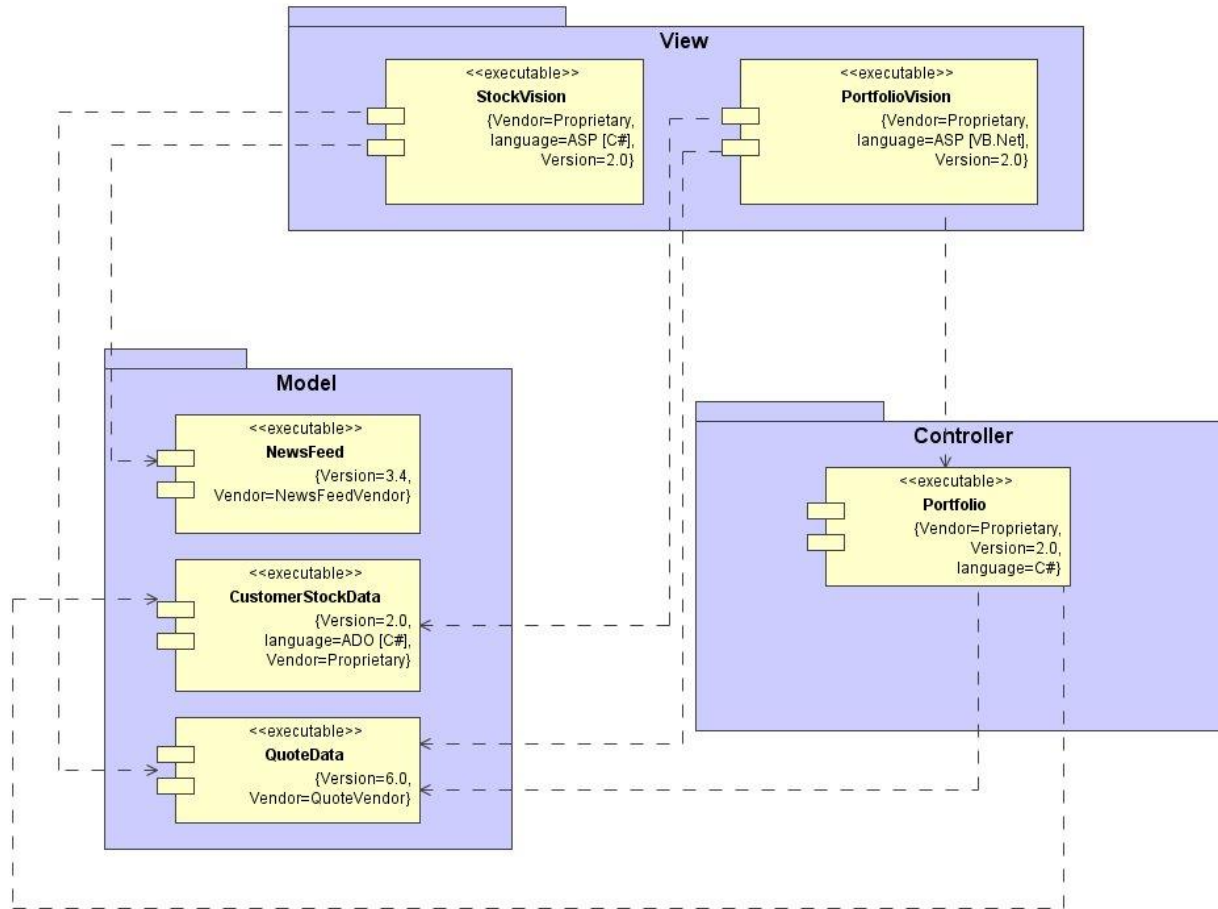 View
<<executable>>
StockVision
{Vendor=Proprietary,
language=ASP [C#],
Version=2.0}
<<executable>>
PortfolioVision
{Vendor=Proprietary,
language=ASP [VB.Net],
Version=2.0}
Model
<<executable>>
NewsFeed
{Version=3.4,
Vendor=NewsFeedVendor}
<<executable>>
CustomerStockData
{Version=2.0,
language=ADO [C#],
Vendor=Proprietary}
<<executable>>
QuoteData
{Version=6.0,
Vendor=QuoteVendor}
Controller
<<executable>>
Portfolio
{Vendor=Proprietary,
Version=2.0,
language=C#}